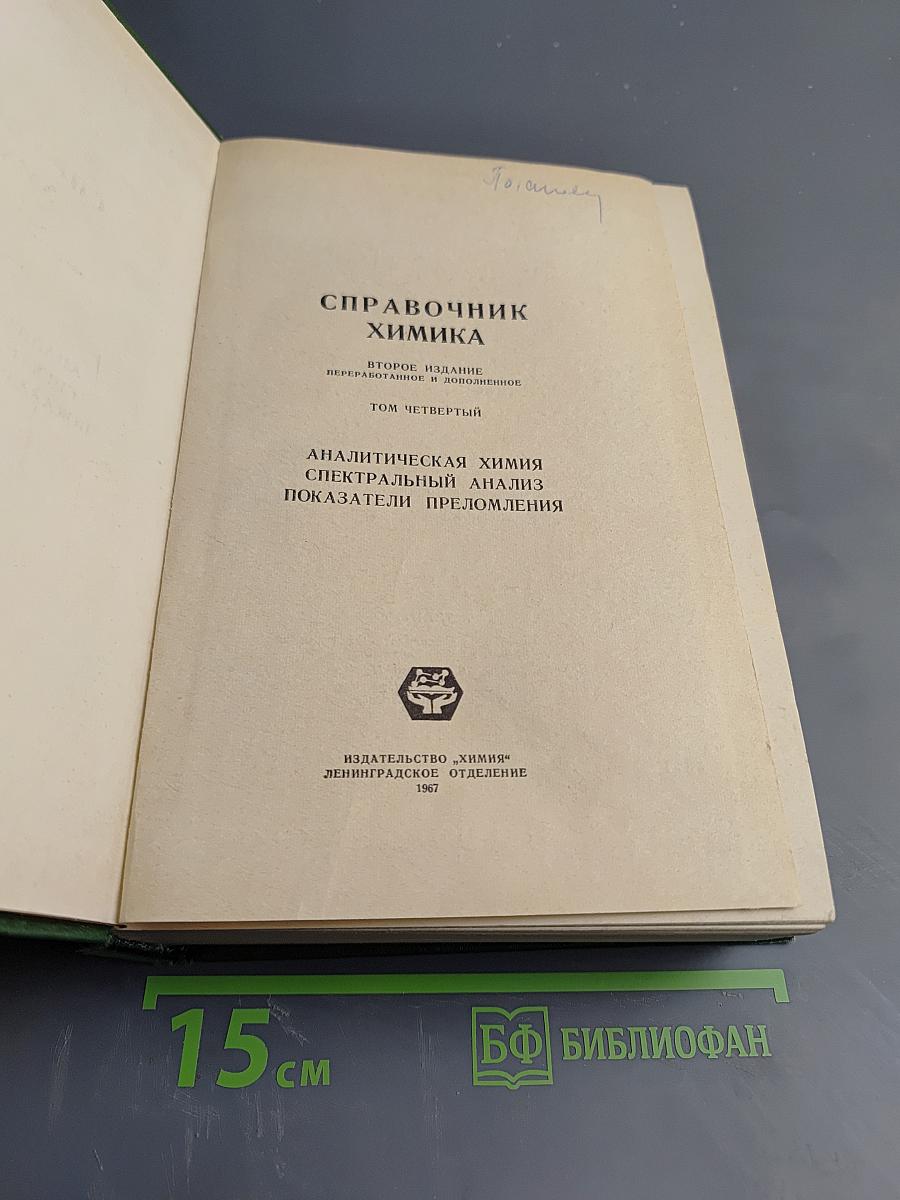 СПРАВОЧНИК
ХИМИКА
ВТОРОЕ ИЗДАНИЕ
ПЕРЕРАБОТАННОЕ И ДОПОЛНЕННОЕ
ТОМ ЧЕТВЕРТЫЙ
АНАЛИТИЧЕСКАЯ ХИМИЯ
СПЕКТРАЛЬНЫЙ АНАЛИЗ
ПОКАЗАТЕЛИ ПРЕЛОМЛЕНИЯ
ИЗДАТЕЛЬСТВО „ХИМИЯ“
ЛЕНИНГРАДСКОЕ ОТДЕЛЕНИЕ
1967
15 СМ
БФ БИБЛИОФАН